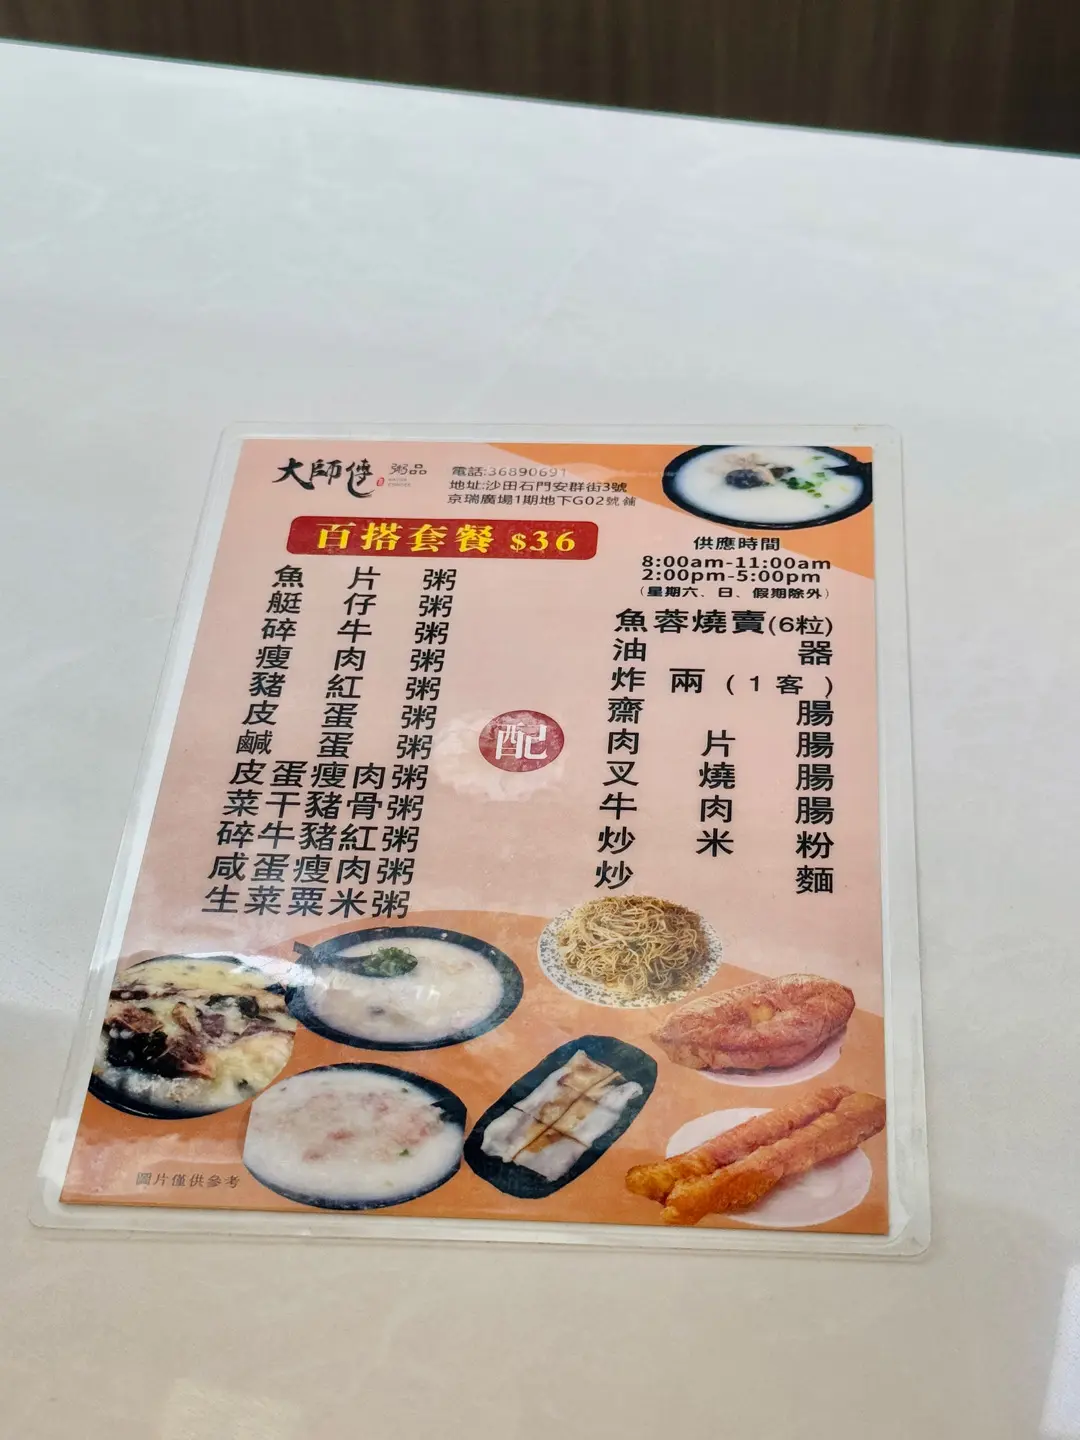 大師傅 粥品
電話:36890691
地址:沙田石門安群街3號
京瑞廣場1期地下G02號舖
百搭套餐 $36
魚片粥
艇仔粥
碎牛粥
瘦肉粥
豬紅粥
皮蛋粥
鹹蛋粥
皮蛋瘦肉粥
菜干豬骨粥
碎牛豬紅粥
咸蛋瘦肉粥
生菜粟米粥
配
供應時間
8:00am-11:00am
2:00pm-5:00pm
(星期六、日、假期除外)
魚蓉燒賣(6粒)
油器
炸兩(1客)
齋腸
肉片腸
叉燒腸
牛肉腸
炒米粉
炒麵
圖片僅供參考